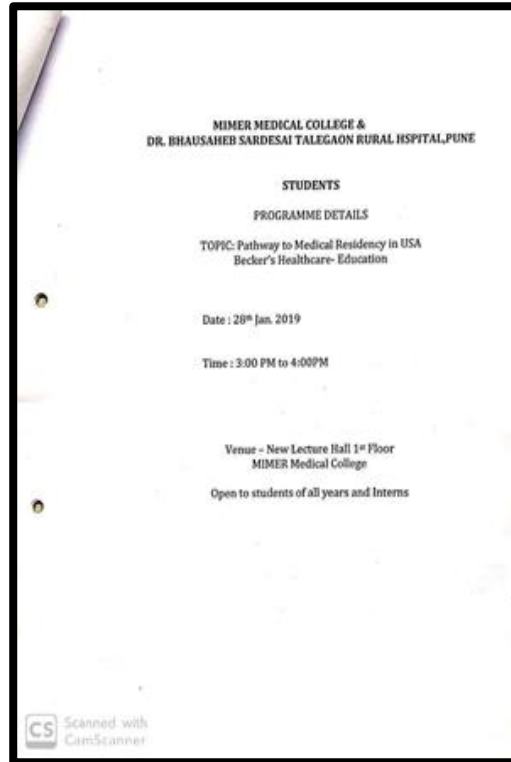 MIMER MEDICAL COLLEGE &
DR. BHAUSAHEB SARDESAI TALEGAON RURAL HSPITAL,PUNE
STUDENTS
PROGRAMME DETAILS
TOPIC: Pathway to Medical Residency in USA
Becker's Healthcare- Education
Date : 28th Jan. 2019
Time : 3:00 PM to 4:00PM
Venue – New Lecture Hall 1st Floor
MIMER Medical College
Open to students of all years and Interns
CS Scanned with
CamScanner